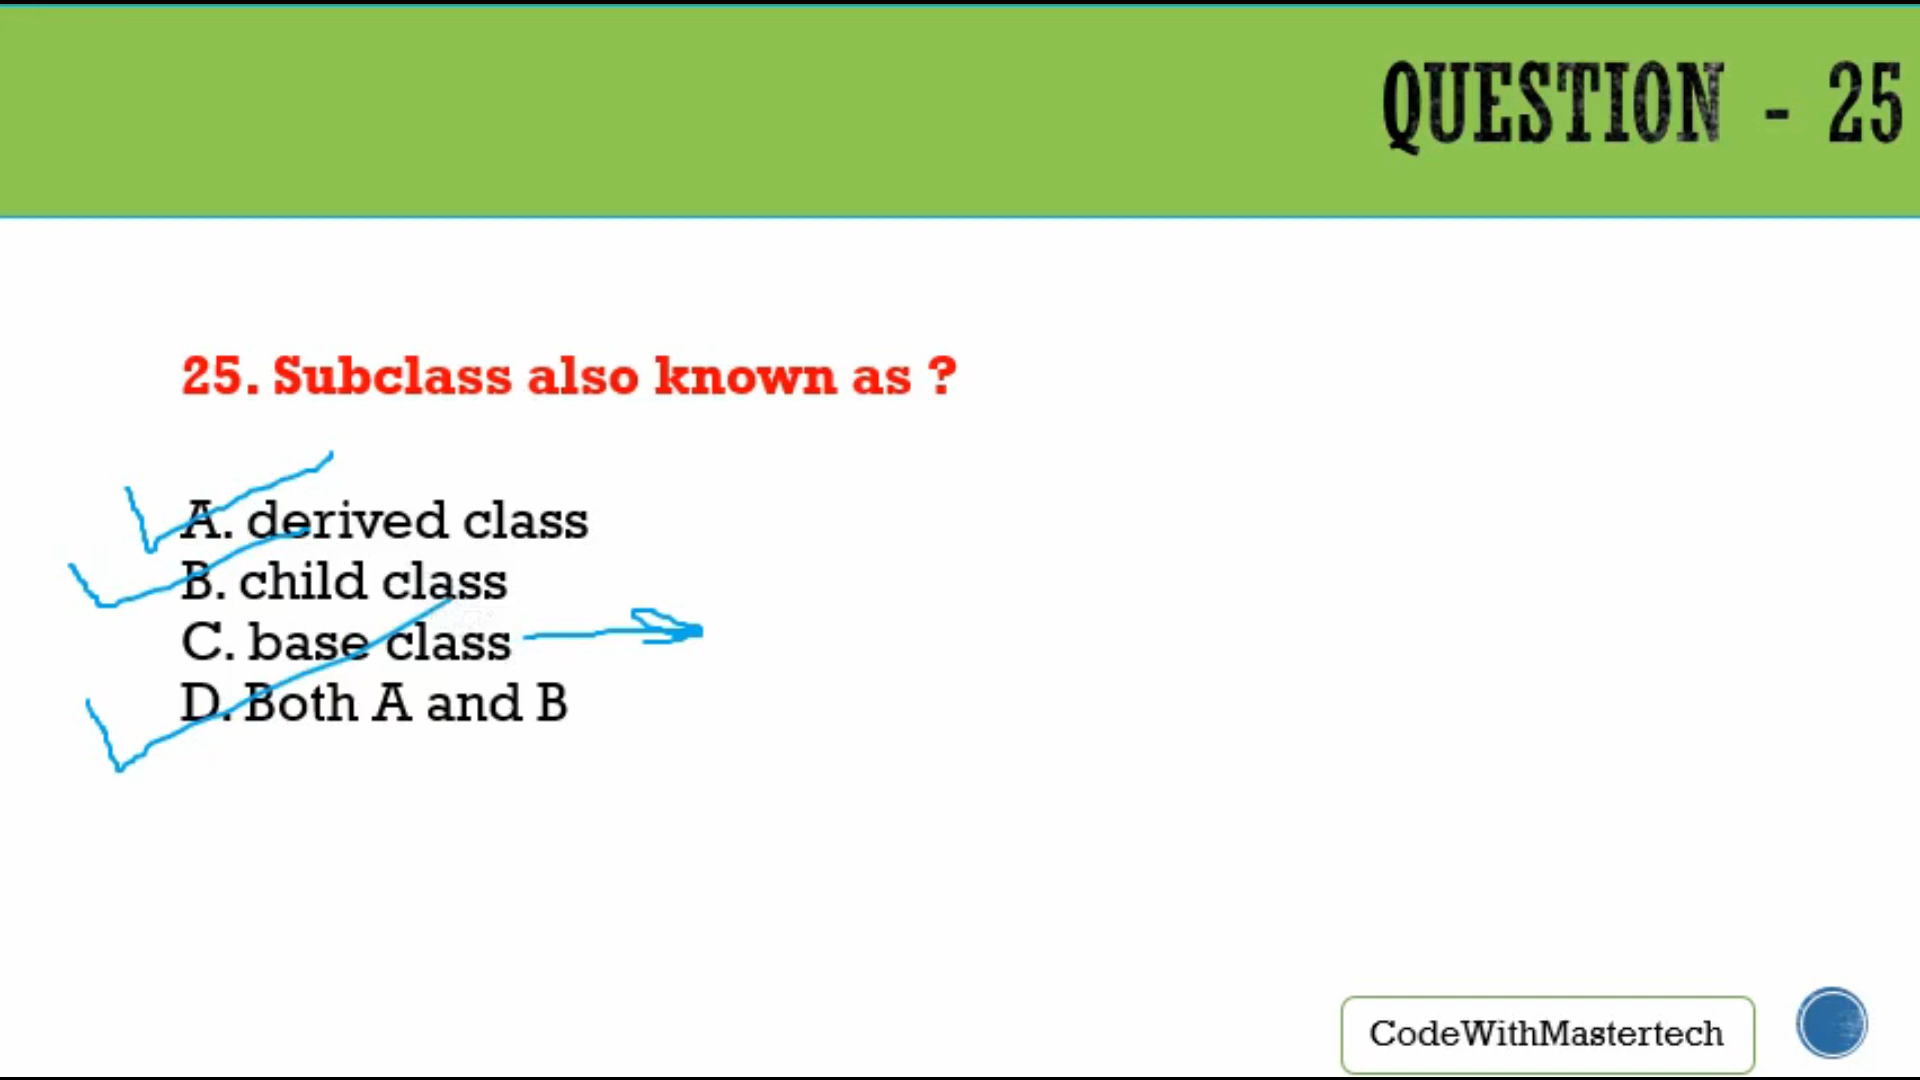 QUESTION - 25
25. Subclass also known as ?
A. derived class
B. child class
C. base class
D. Both A and B
CodeWithMastertech